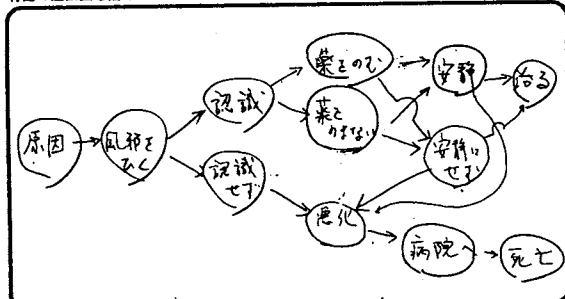 原因
風邪を
ひく
認識
認識
せず
薬をのむ
薬を
のまない
安静
安静に
せず
治る
悪化
病院へ
死亡